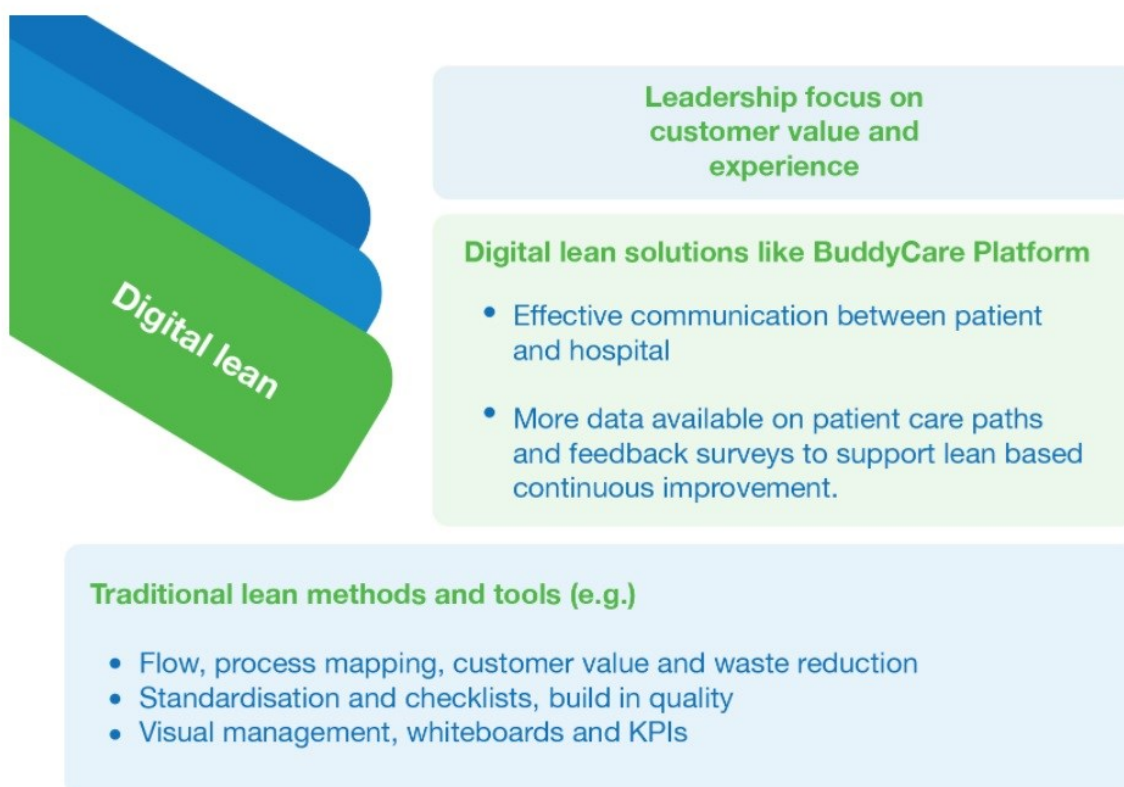 Leadership focus on
customer value and
experience
Digital lean
Digital lean solutions like BuddyCare Platform
• Effective communication between patient
and hospital
• More data available on patient care paths
and feedback surveys to support lean based
continuous improvement.
Traditional lean methods and tools (e.g.)
• Flow, process mapping, customer value and waste reduction
• Standardisation and checklists, build in quality
• Visual management, whiteboards and KPIs